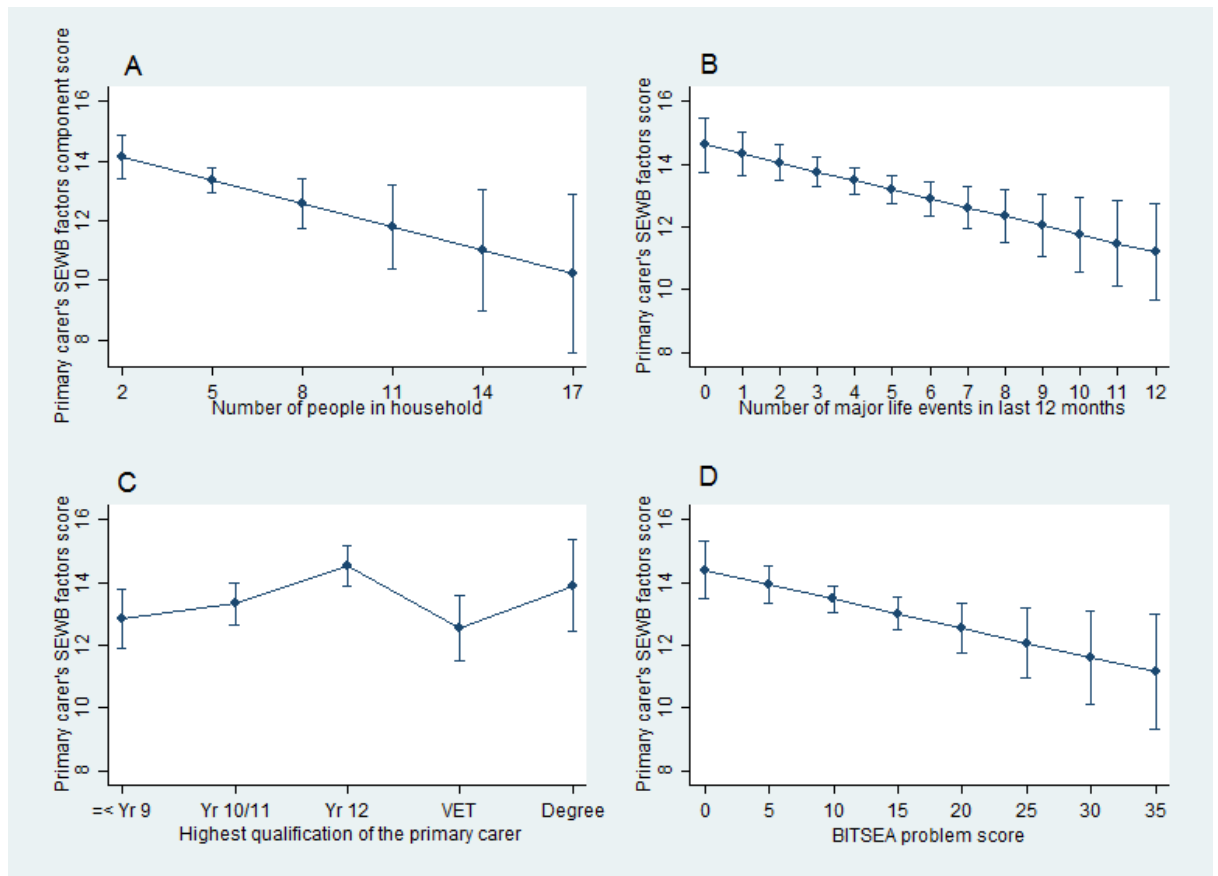 A
Primary carer's SEWB factors component score
16
14
12
10
8
2 5 8 11 14 17
Number of people in household
B
Primary carer's SEWB factors score
16
14
12
10
8
0 1 2 3 4 5 6 7 8 9 10 11 12
Number of major life events in last 12 months
C
Primary carer's SEWB factors score
16
14
12
10
8
=< Yr 9 Yr 10/11 Yr 12 VET Degree
Highest qualification of the primary carer
D
Primary carer's SEWB factors score
16
14
12
10
8
0 5 10 15 20 25 30 35
BITSEA problem score